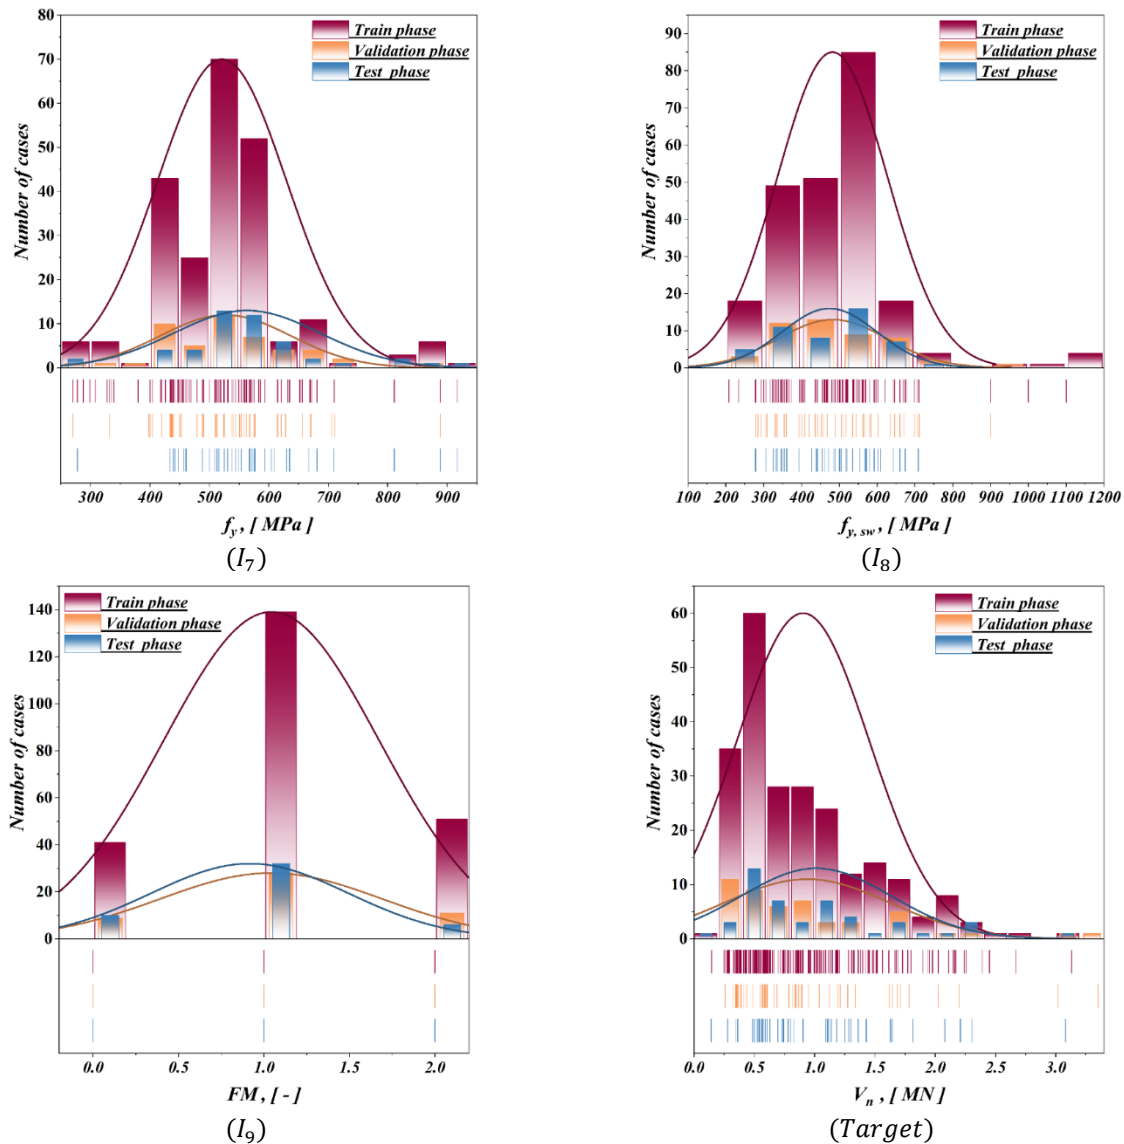 80
70
60
50
40
30
20
10
0
Number of cases
Train phase
Validation phase
Test phase
300 400 500 600 700 800 900
f_y , [ MPa ]
(I_7)
90
80
70
60
50
40
30
20
10
0
Number of cases
Train phase
Validation phase
Test phase
100 200 300 400 500 600 700 800 900 1000 1100 1200
f_{y, sw} , [ MPa ]
(I_8)
140
120
100
80
60
40
20
0
Number of cases
Train phase
Validation phase
Test phase
0.0 0.5 1.0 1.5 2.0
FM , [ - ]
(I_9)
60
50
40
30
20
10
0
Number of cases
Train phase
Validation phase
Test phase
0.0 0.5 1.0 1.5 2.0 2.5 3.0
V_n , [ MN ]
(Target)